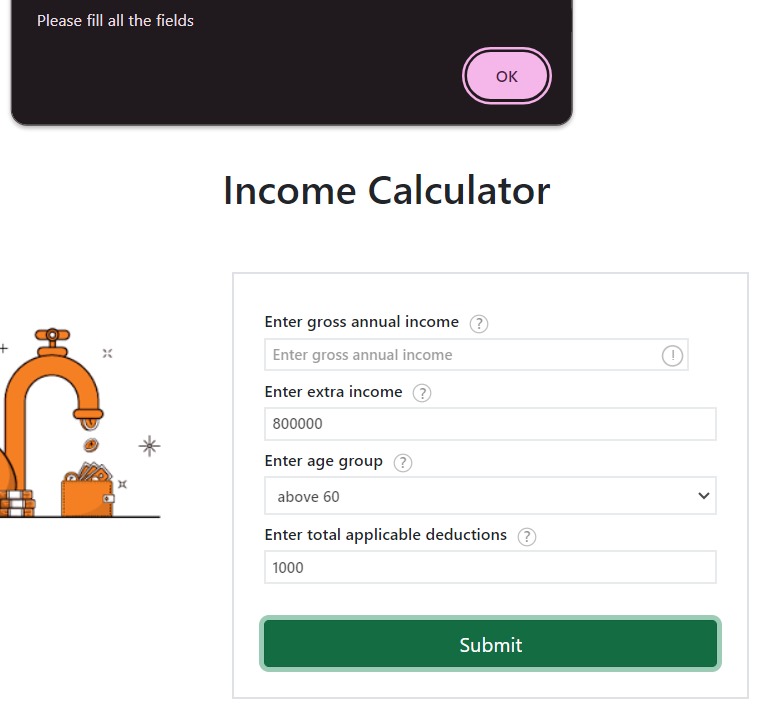 Please fill all the fields
OK
Income Calculator
Enter gross annual income ?
Enter gross annual income !
Enter extra income ?
800000
Enter age group ?
above 60
Enter total applicable deductions ?
1000
Submit